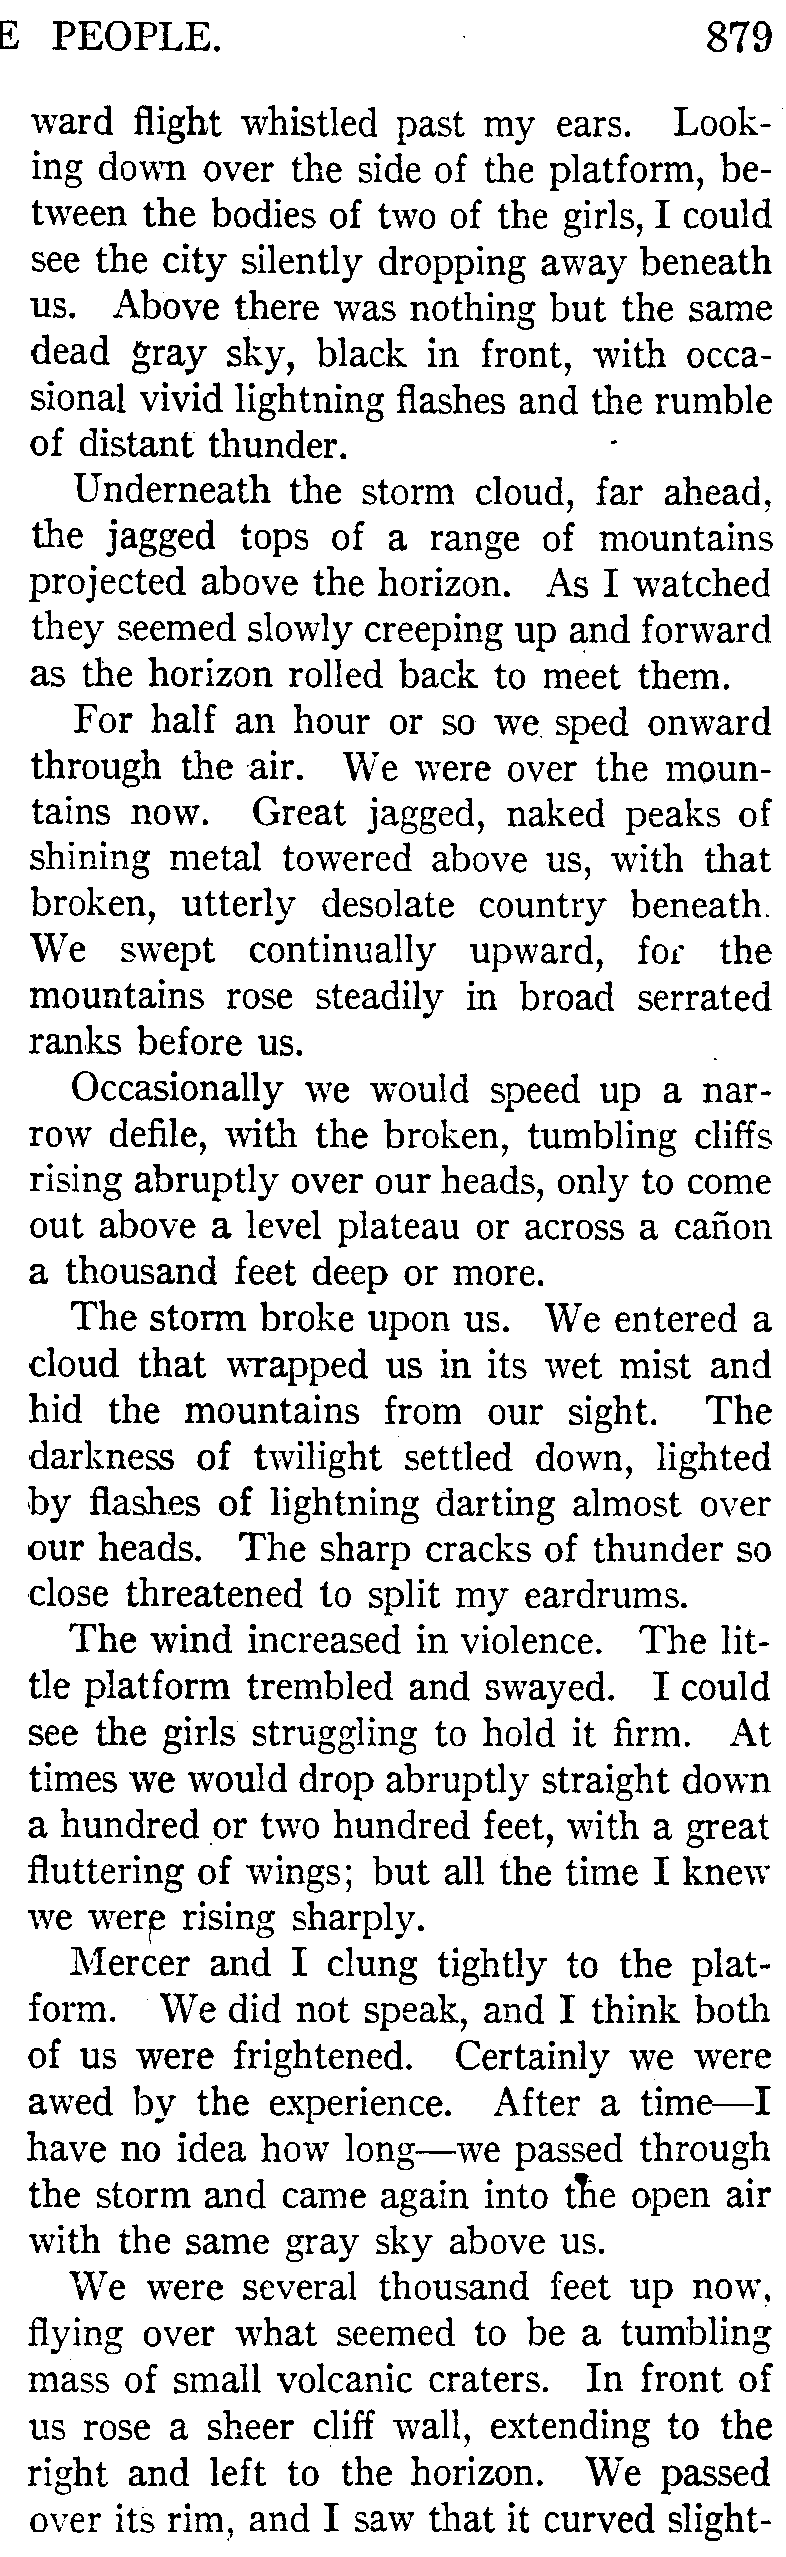 E PEOPLE. 879
ward flight whistled past my ears. Look-
ing down over the side of the platform, be-
tween the bodies of two of the girls, I could
see the city silently dropping away beneath
us. Above there was nothing but the same
dead gray sky, black in front, with occa-
sional vivid lightning flashes and the rumble
of distant thunder.
Underneath the storm cloud, far ahead,
the jagged tops of a range of mountains
projected above the horizon. As I watched
they seemed slowly creeping up and forward
as the horizon rolled back to meet them.
For half an hour or so we sped onward
through the air. We were over the moun-
tains now. Great jagged, naked peaks of
shining metal towered above us, with that
broken, utterly desolate country beneath.
We swept continually upward, for the
mountains rose steadily in broad serrated
ranks before us.
Occasionally we would speed up a nar-
row defile, with the broken, tumbling cliffs
rising abruptly over our heads, only to come
out above a level plateau or across a cañon
a thousand feet deep or more.
The storm broke upon us. We entered a
cloud that wrapped us in its wet mist and
hid the mountains from our sight. The
darkness of twilight settled down, lighted
by flashes of lightning darting almost over
our heads. The sharp cracks of thunder so
close threatened to split my eardrums.
The wind increased in violence. The lit-
tle platform trembled and swayed. I could
see the girls struggling to hold it firm. At
times we would drop abruptly straight down
a hundred or two hundred feet, with a great
fluttering of wings; but all the time I knew
we were rising sharply.
Mercer and I clung tightly to the plat-
form. We did not speak, and I think both
of us were frightened. Certainly we were
awed by the experience. After a time—I
have no idea how long—we passed through
the storm and came again into the open air
with the same gray sky above us.
We were several thousand feet up now,
flying over what seemed to be a tumbling
mass of small volcanic craters. In front of
us rose a sheer cliff wall, extending to the
right and left to the horizon. We passed
over its rim, and I saw that it curved slight-